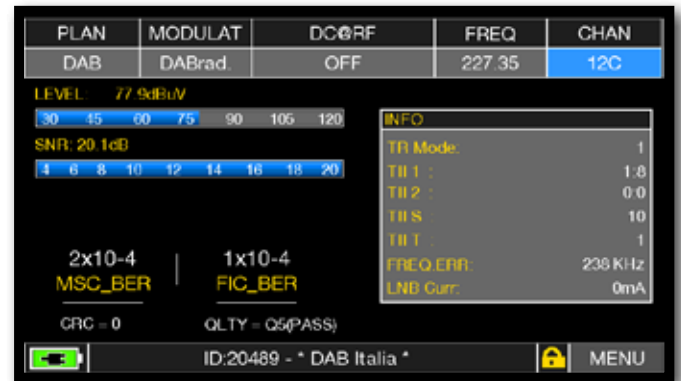 PLAN MODULAT DC@RF FREQ CHAN
DAB DABrad. OFF 227.35 12C
LEVEL: 77.9dBuV
30 45 60 75 90 105 120
SNR: 20.1dB
4 6 8 10 12 14 16 18 20
INFO
TR Mode: 1
TII 1 : 1:8
TII 2 : 0:0
TII S 10
TII T : 1
FREQ.ERR: 238 KHz
LNB Curr: 0mA
2x10-4 1x10-4
MSC_BER FIC_BER
CRC = 0 QLTY = Q5(PASS)
ID:20489 - * DAB Italia * MENU